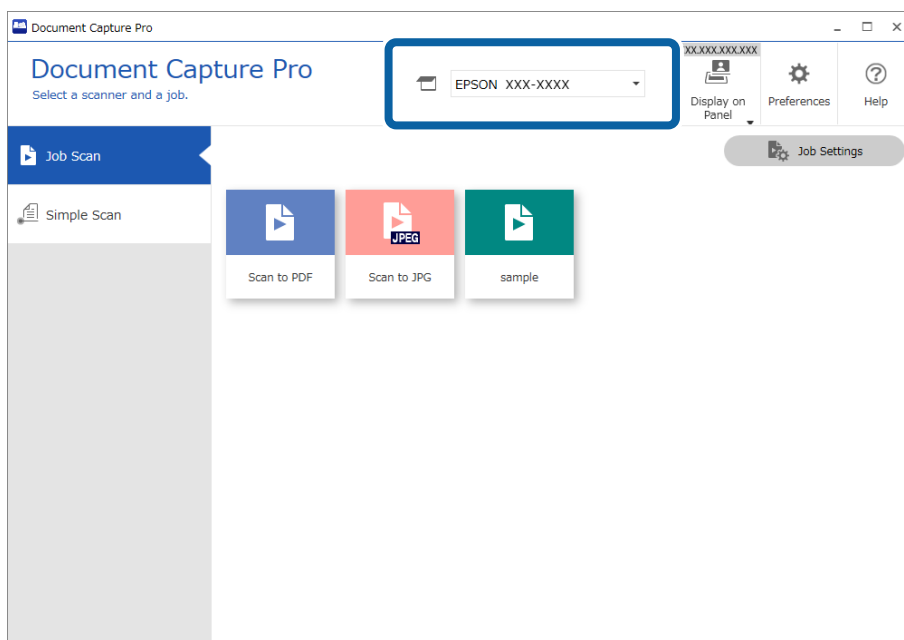 Document Capture Pro
Document Capture Pro
Select a scanner and a job.
EPSON XXX-XXXX
XX.XXX.XXX.XXX
Display on
Panel
Preferences
Help
Job Scan
Job Settings
Simple Scan
JPEG
Scan to PDF
Scan to JPG
sample